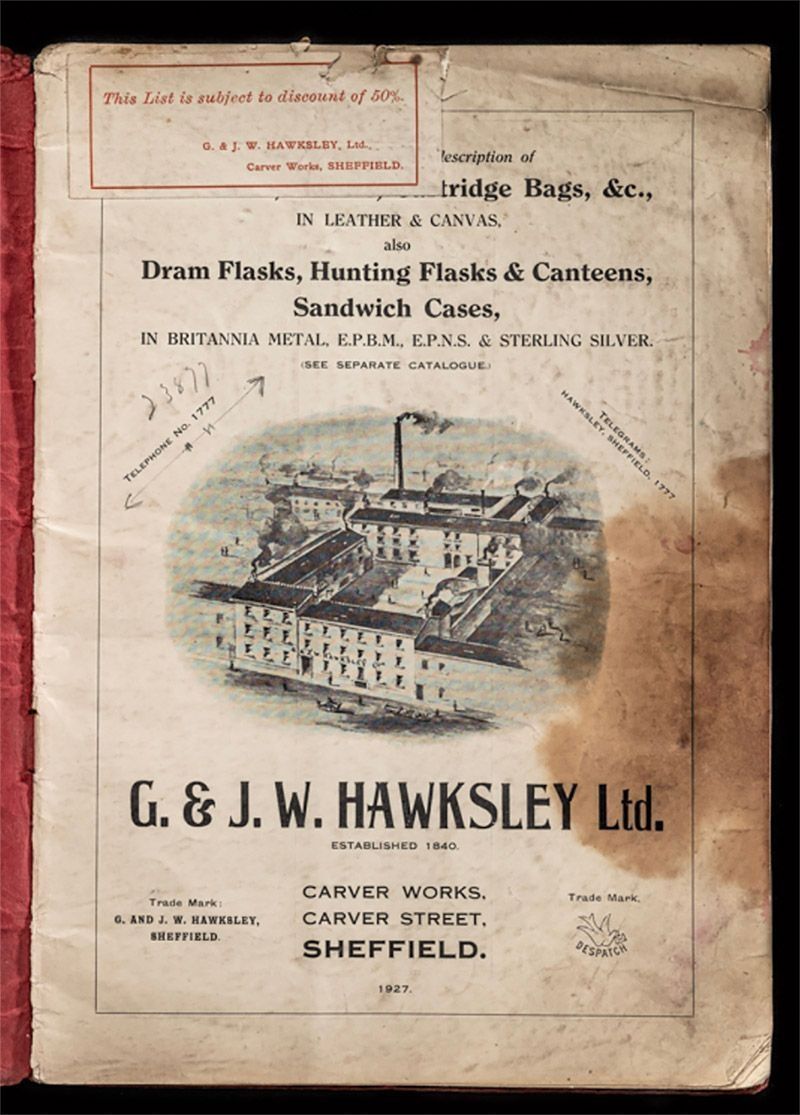 This List is subject to discount of 50%.
G. & J. W. HAWKSLEY, Ltd.,
Carver Works, SHEFFIELD.
description of
Cartridge Bags, &c.,
IN LEATHER & CANVAS,
also
Dram Flasks, Hunting Flasks & Canteens,
Sandwich Cases,
IN BRITANNIA METAL, E.P.B.M., E.P.N.S. & STERLING SILVER.
(SEE SEPARATE CATALOGUE.)
23877
TELEPHONE No. 1777
TELEGRAMS:
HAWKSLEY, SHEFFIELD, 1777
G. & J. W. HAWKSLEY Ltd.
ESTABLISHED 1840.
Trade Mark:
G. AND J. W. HAWKSLEY,
SHEFFIELD.
CARVER WORKS,
CARVER STREET,
SHEFFIELD.
Trade Mark.
DESPATCH
1927.